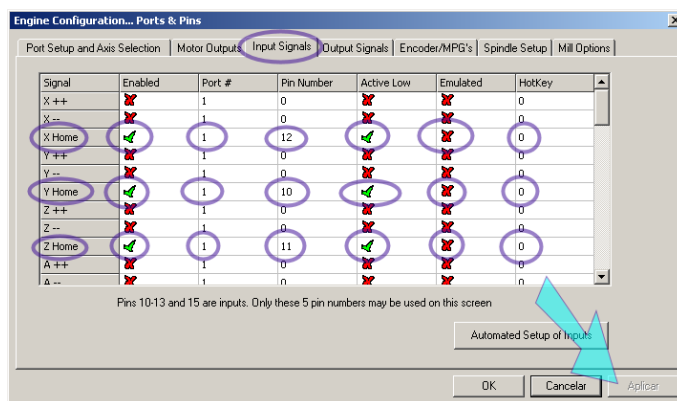 Engine Configuration... Ports & Pins
Port Setup and Axis Selection Motor Outputs Input Signals Output Signals Encoder/MPG's Spindle Setup Mill Options
Signal Enabled Port # Pin Number Active Low Emulated HotKey
X ++ 1 0 0
X -- 1 0 0
X Home 1 12 0
Y ++ 1 0 0
Y -- 1 0 0
Y Home 1 10 0
Z ++ 1 0 0
Z -- 1 0 0
Z Home 1 11 0
A ++ 1 0 0
A -- 1 0 0
Pins 10-13 and 15 are inputs. Only these 5 pin numbers may be used on this screen
Automated Setup of Inputs
OK Cancelar Aplicar